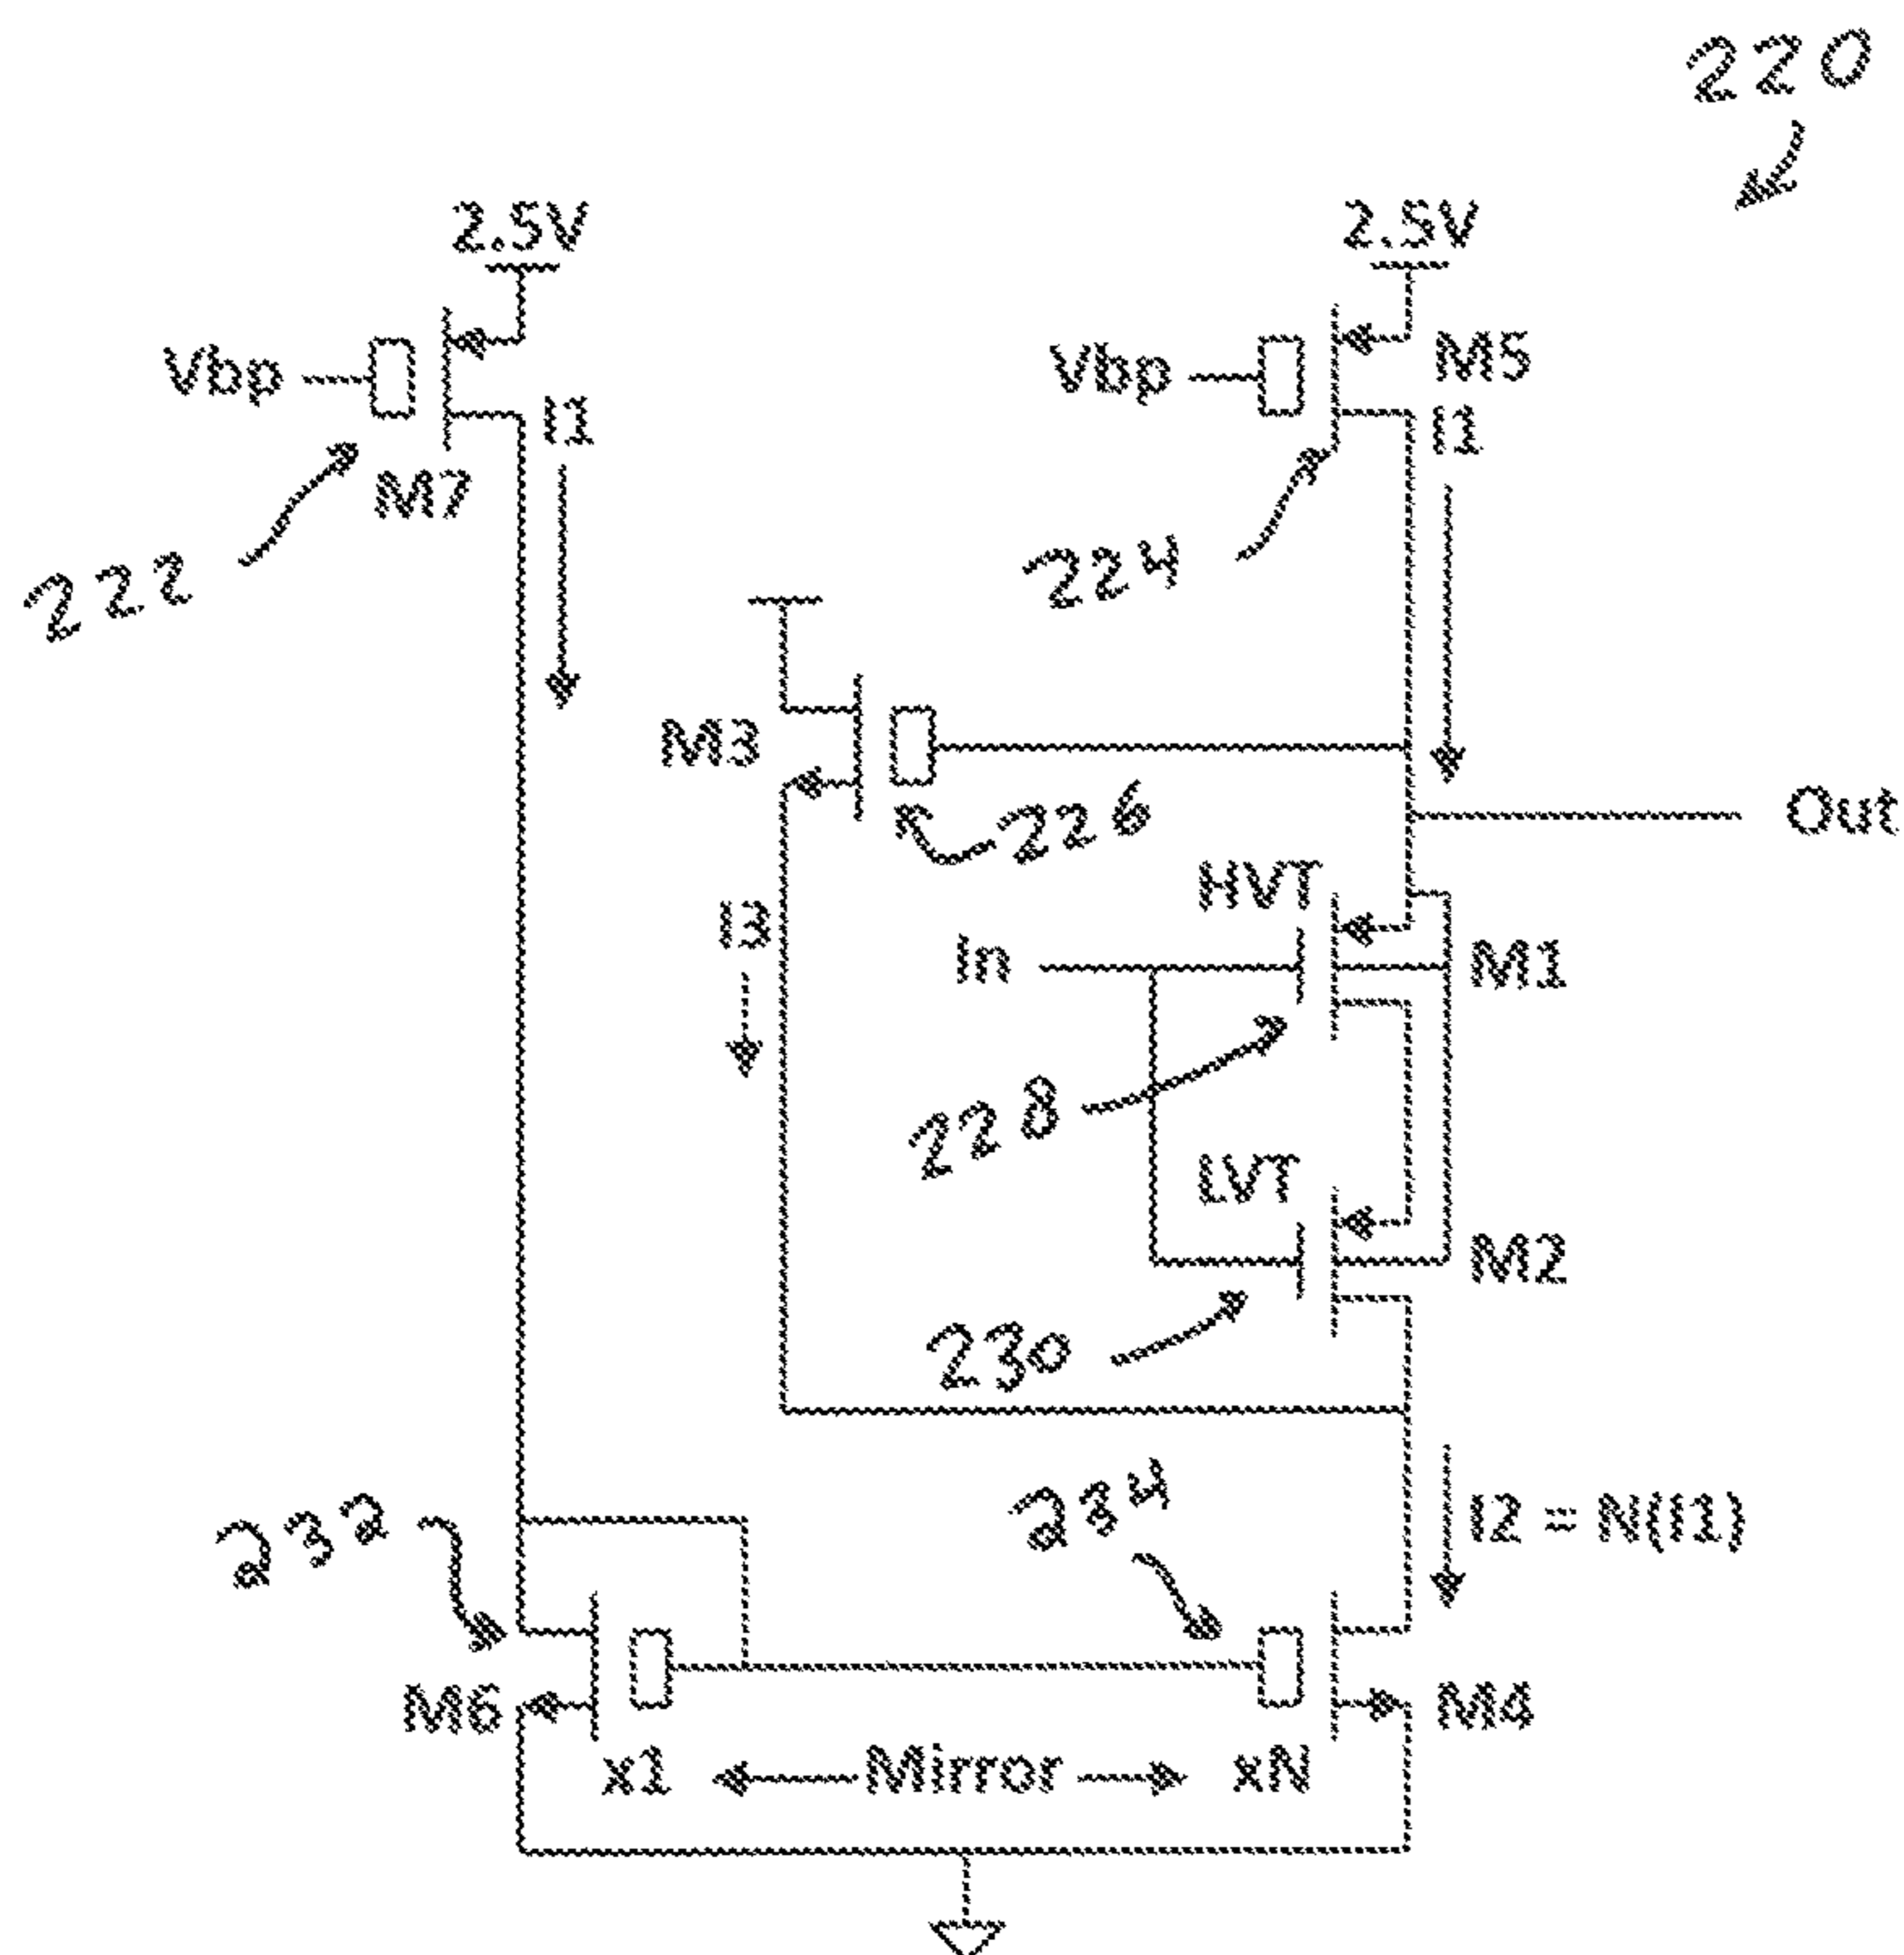 220
2.5V
2.5V
Vbp
Vbp
M5
I1
I1
M7
222
224
M3
226
Out
HVT
I3
In
M1
228
LVT
M2
230
232
234
I2 = N(I1)
M6
M4
x1
Mirror
xN